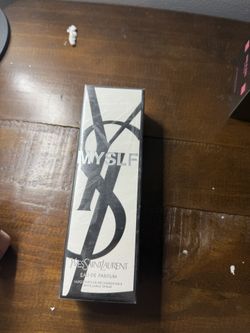 MYSLF
YVESSAINTLAURENT
EAU DE PARFUM